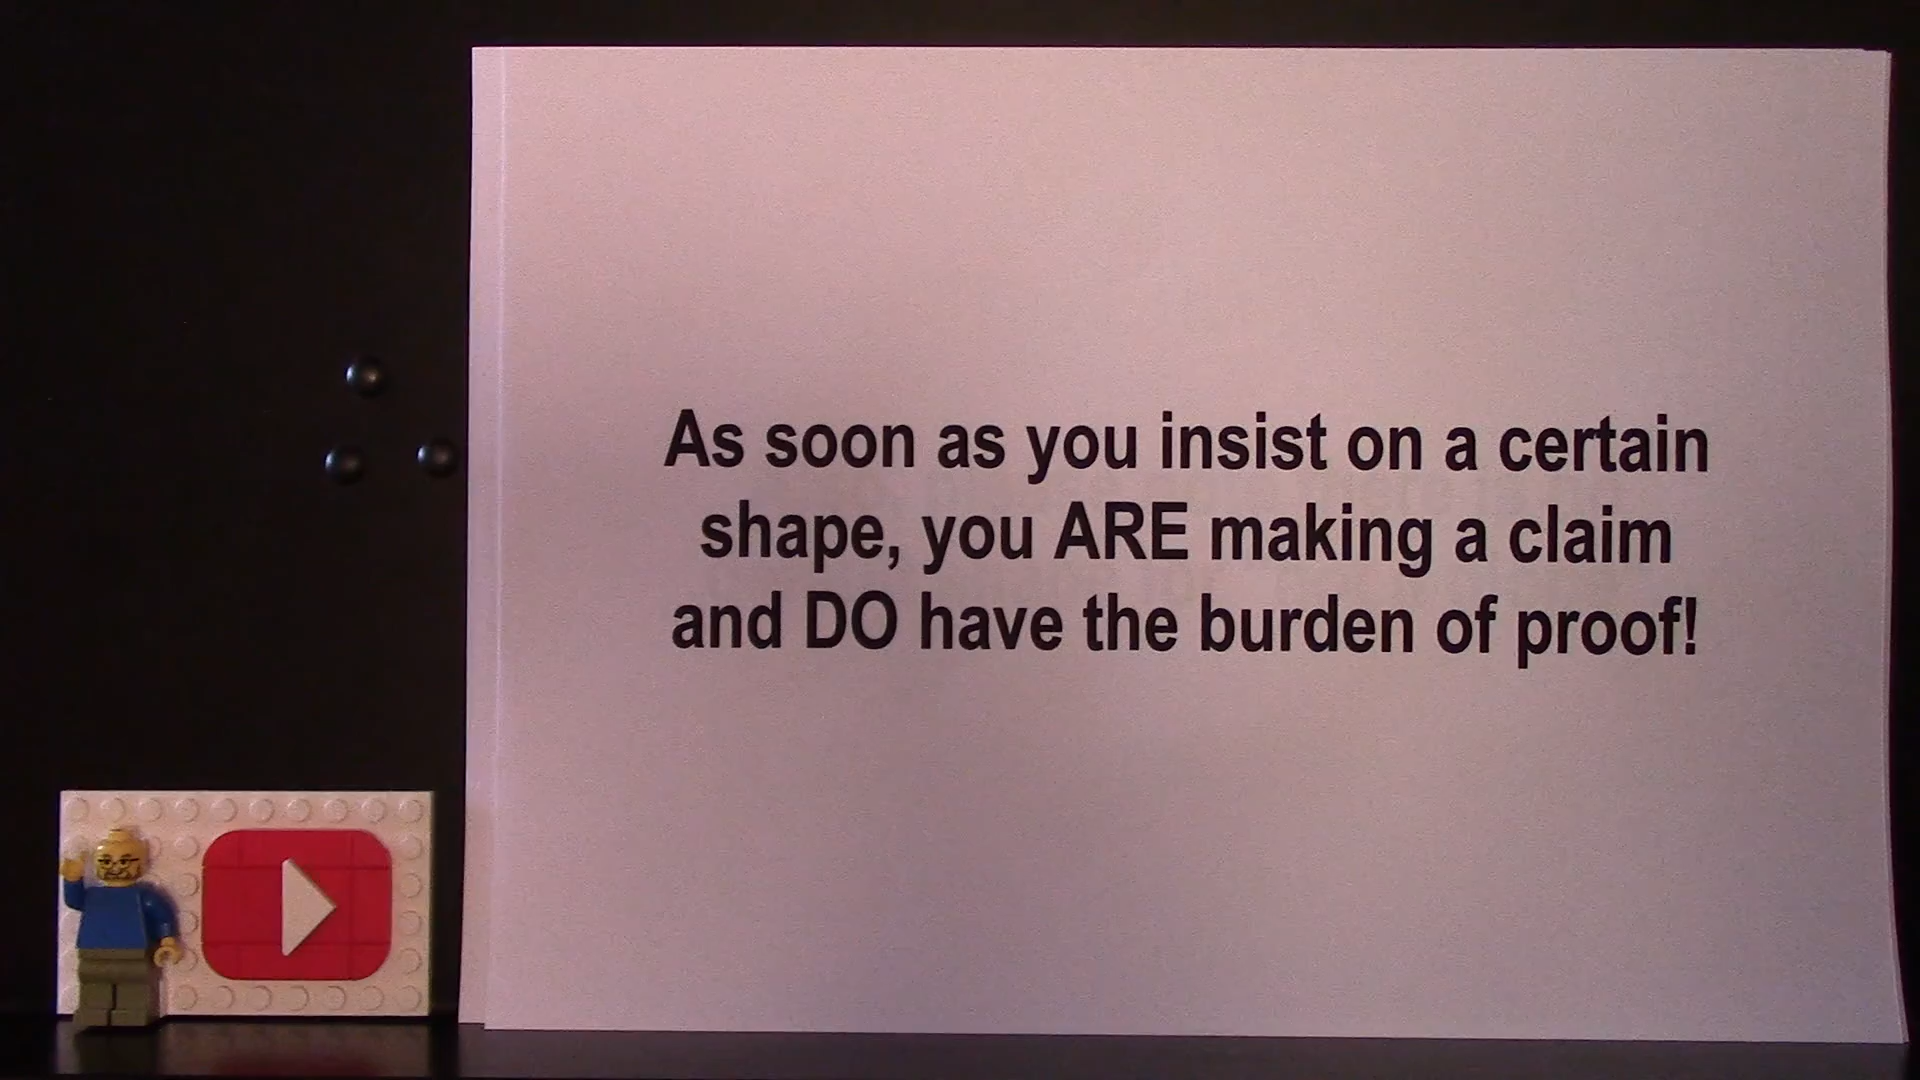 As soon as you insist on a certain
shape, you ARE making a claim
and DO have the burden of proof!